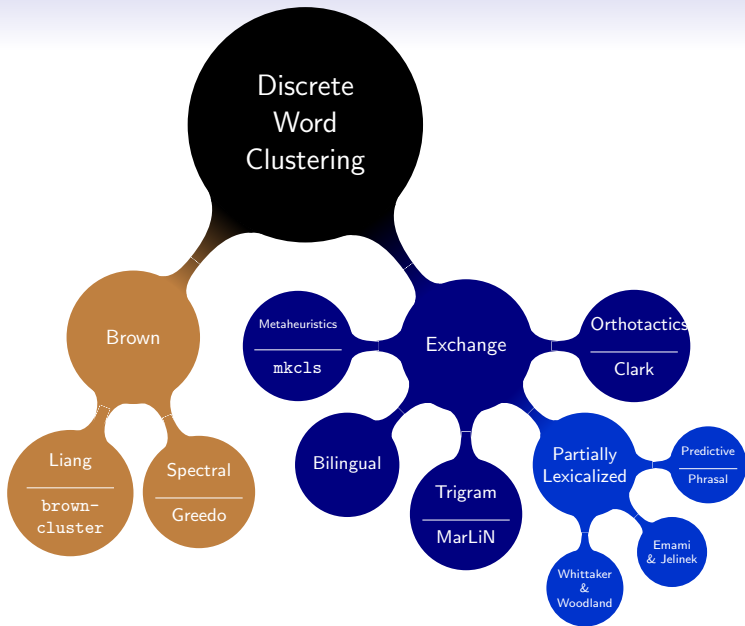 Discrete
Word
Clustering
Brown
Liang
brown-
cluster
Spectral
Greedo
Exchange
Metaheuristics
mkcls
Bilingual
Trigram
MarLiN
Orthotactics
Clark
Partially
Lexicalized
Predictive
Phrasal
Emami
& Jelinek
Whittaker
&
Woodland